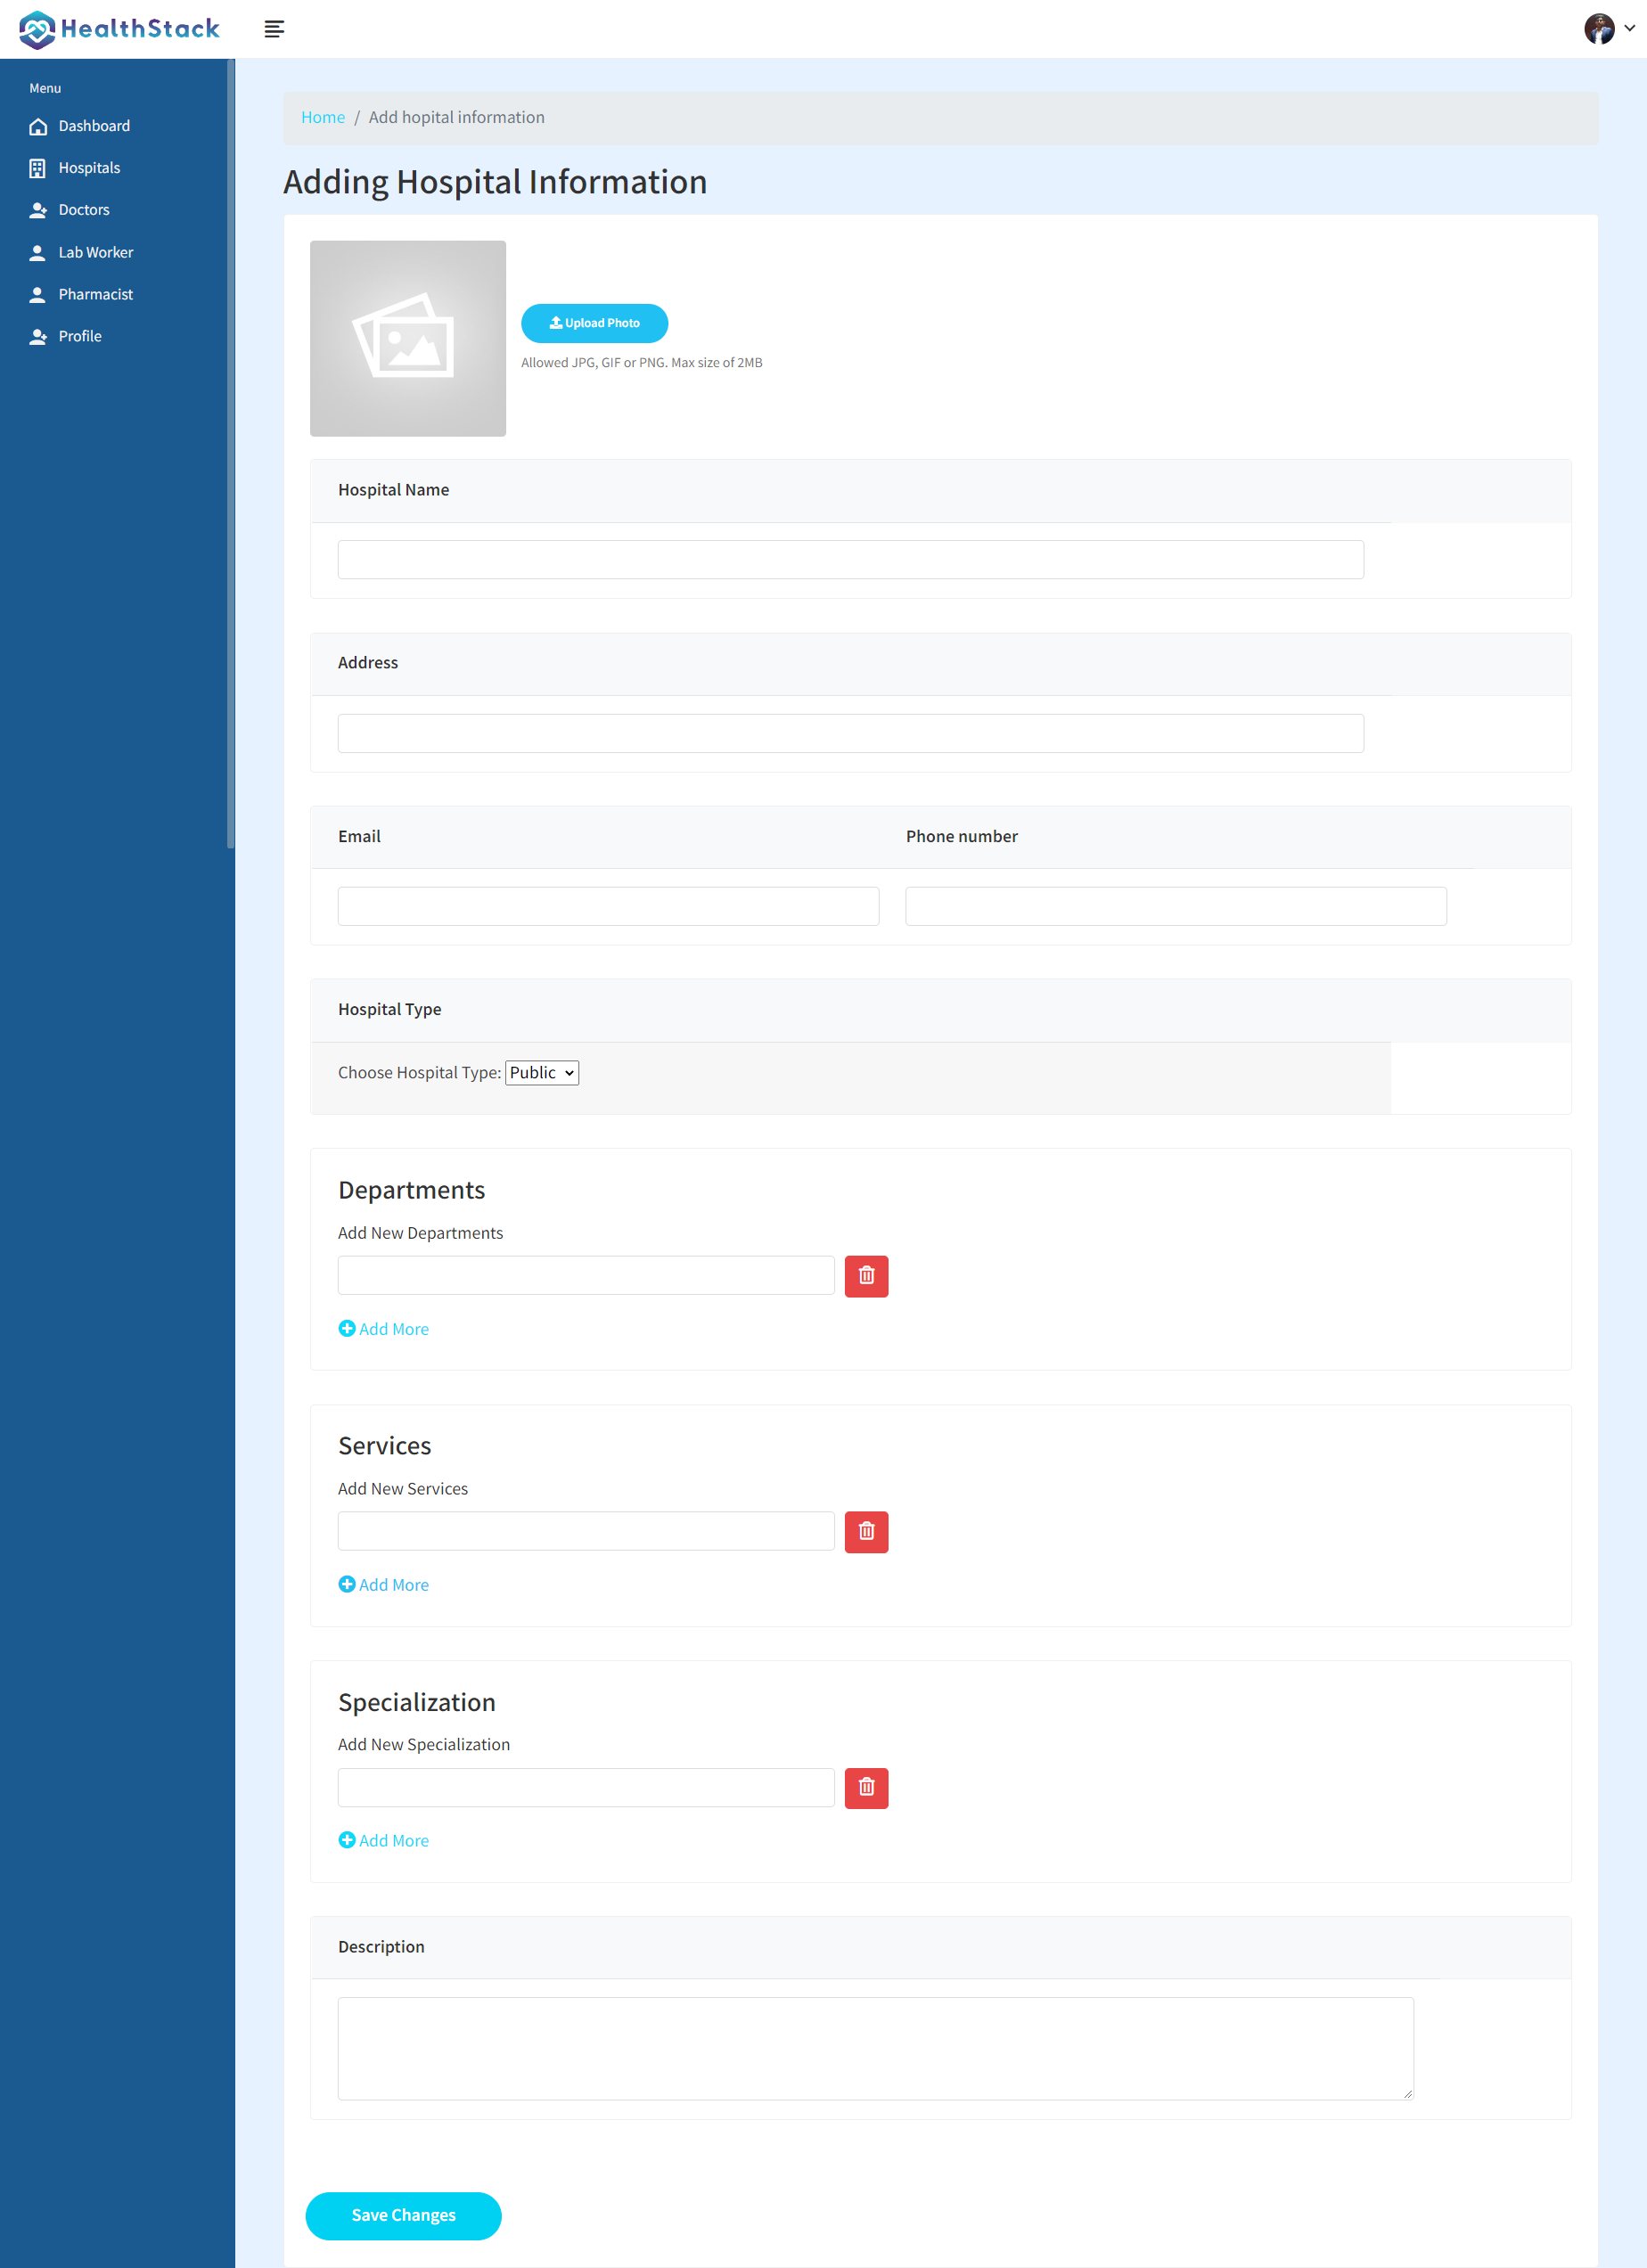 HealthStack
Menu
Dashboard
Hospitals
Doctors
Lab Worker
Pharmacist
Profile
Home / Add hopital information
Adding Hospital Information
Upload Photo
Allowed JPG, GIF or PNG. Max size of 2MB
Hospital Name
Address
Email Phone number
Hospital Type
Choose Hospital Type: Public
Departments
Add New Departments
Add More
Services
Add New Services
Add More
Specialization
Add New Specialization
Add More
Description
Save Changes